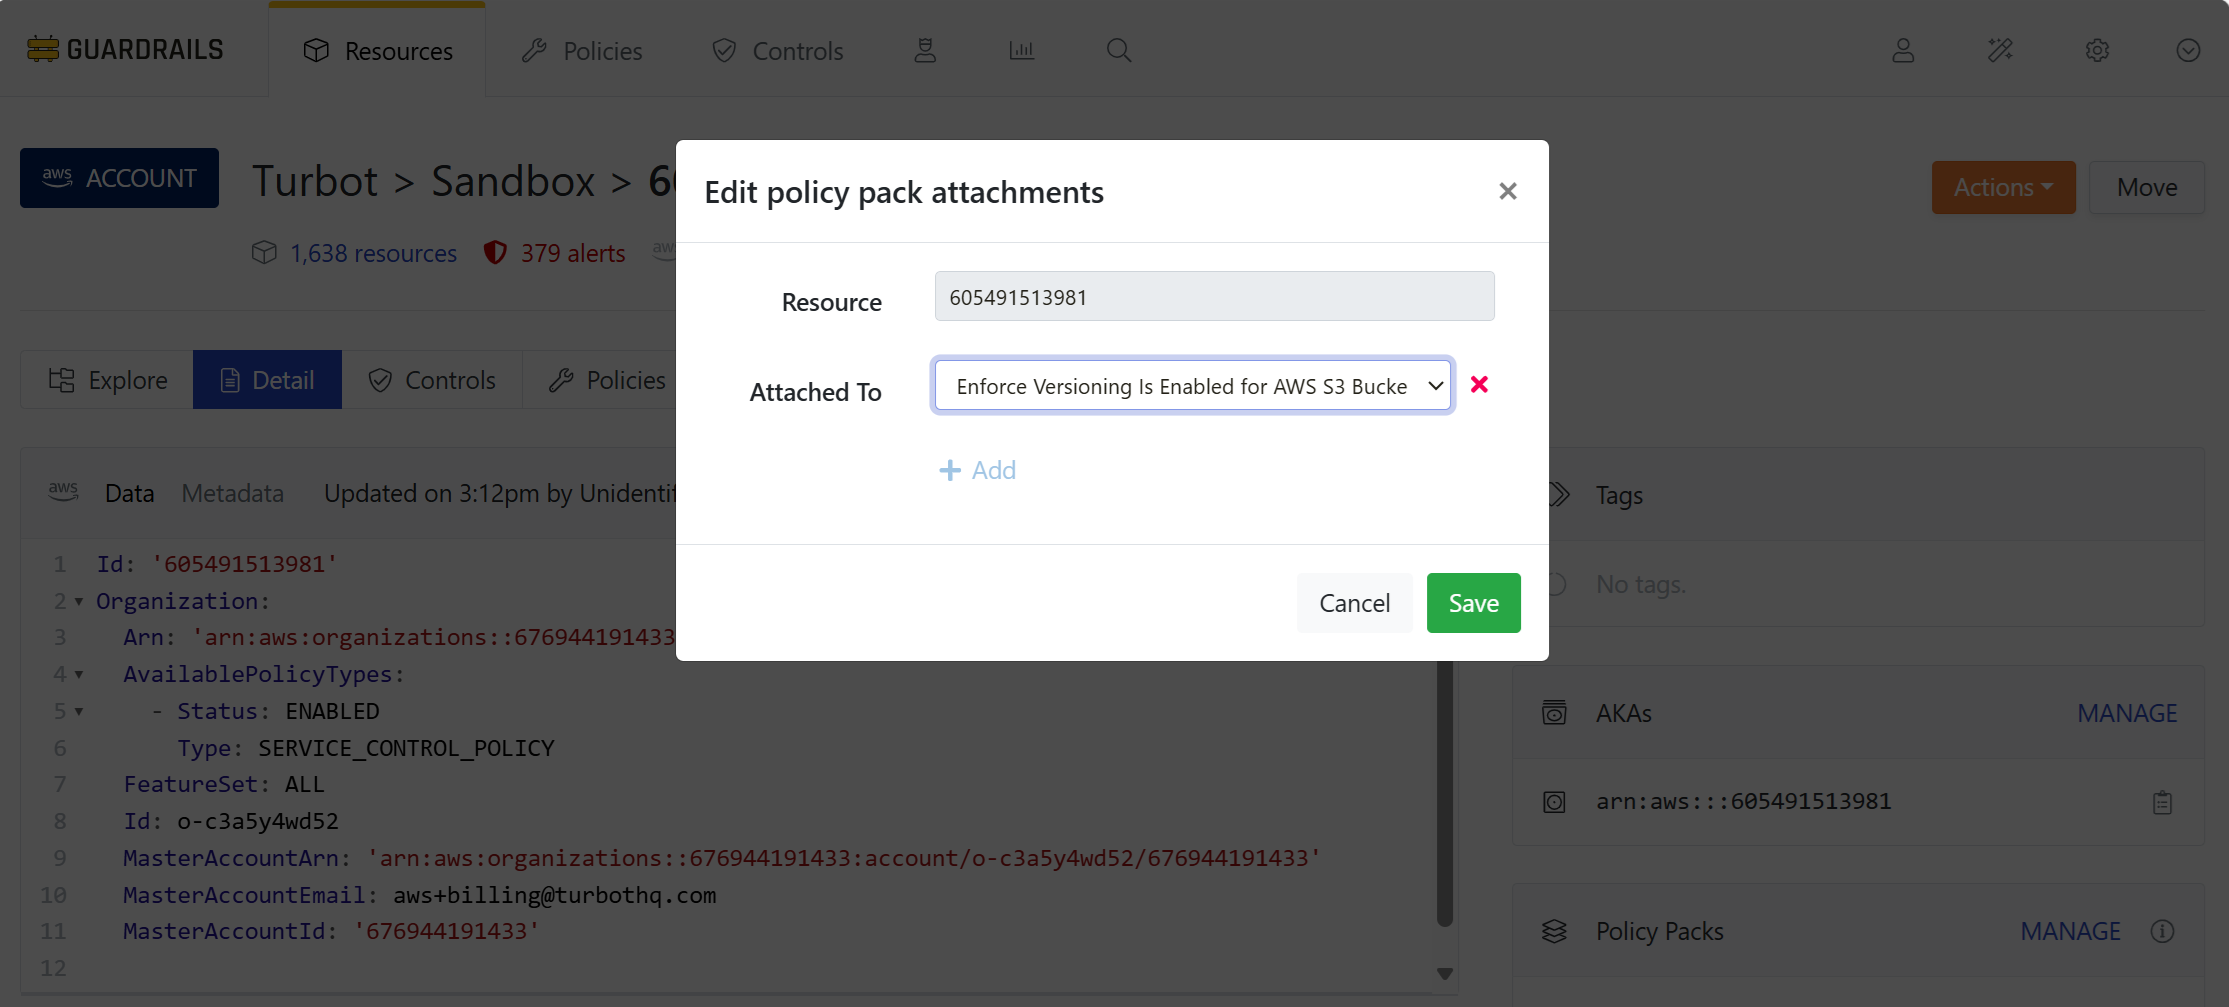 GUARDRAILS
Resources
Policies
Controls
aws ACCOUNT
Turbot > Sandbox > 60
Actions
Move
1,638 resources
379 alerts
aws
Edit policy pack attachments
Resource
605491513981
Attached To
Enforce Versioning Is Enabled for AWS S3 Bucke
Add
Cancel
Save
Explore
Detail
Controls
Policies
aws
Data
Metadata
Updated on 3:12pm by Unidentif
1 Id: '605491513981'
2 Organization:
3 Arn: 'arn:aws:organizations::676944191433
4 AvailablePolicyTypes:
5 - Status: ENABLED
6 Type: SERVICE_CONTROL_POLICY
7 FeatureSet: ALL
8 Id: o-c3a5y4wd52
9 MasterAccountArn: 'arn:aws:organizations::676944191433:account/o-c3a5y4wd52/676944191433'
10 MasterAccountEmail: aws+billing@turbothq.com
11 MasterAccountId: '676944191433'
12
Tags
No tags.
AKAs
MANAGE
arn:aws:::605491513981
Policy Packs
MANAGE